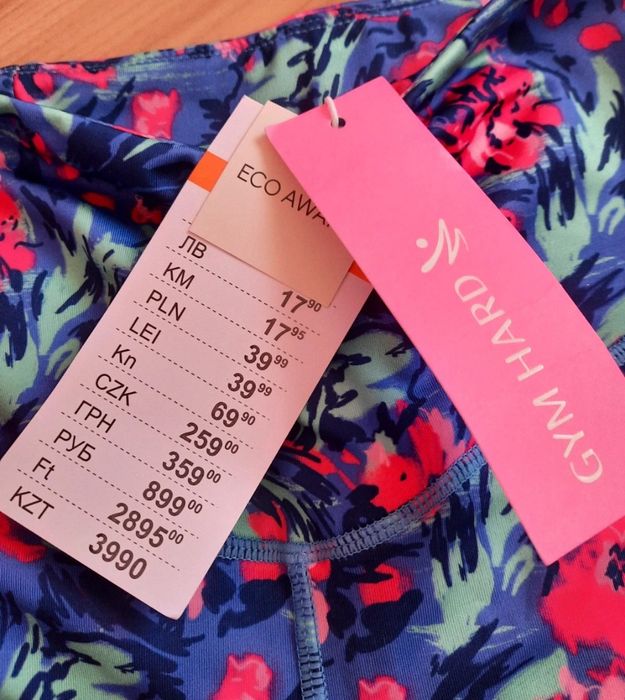 ECO
ЛВ 17⁹⁰
KM 17⁹⁵
PLN 39⁹⁹
LEI 39⁹⁹
Kn 69⁹⁰
CZK 259⁰⁰
ГРН 359⁰⁰
РУБ 899⁰⁰
Ft 2895⁰⁰
KZT 3990
GYM HARD